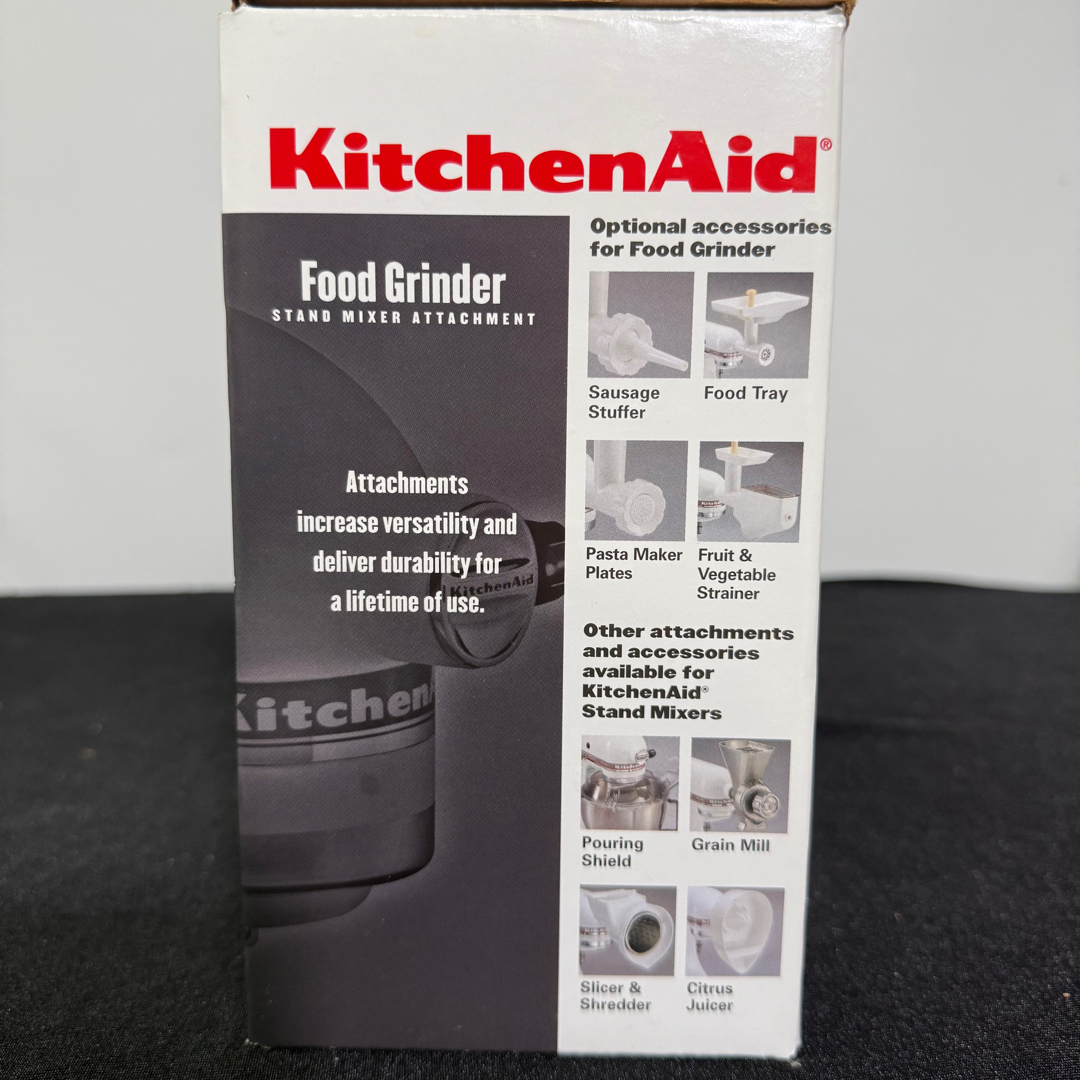 KitchenAid®
Food Grinder
STAND MIXER ATTACHMENT
Attachments
increase versatility and
deliver durability for
a lifetime of use.
KitchenAid
KitchenA
Optional accessories
for Food Grinder
Sausage
Stuffer
Food Tray
Pasta Maker
Plates
Fruit &
Vegetable
Strainer
Other attachments
and accessories
available for
KitchenAid®
Stand Mixers
Pouring
Shield
Grain Mill
Slicer &
Shredder
Citrus
Juicer